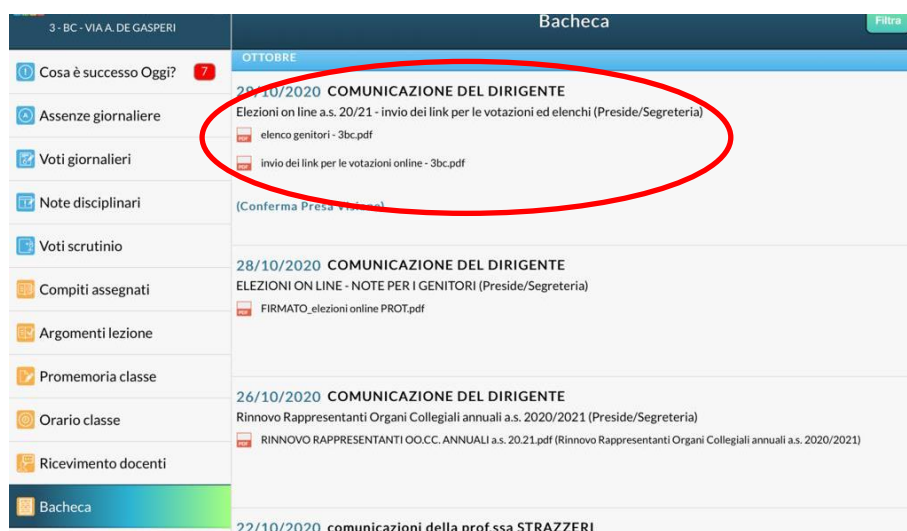 3 - BC - VIA A. DE GASPERI
Bacheca
Filtra
Cosa è successo Oggi?
7
Assenze giornaliere
Voti giornalieri
Note disciplinari
Voti scrutinio
Compiti assegnati
Argomenti lezione
Promemoria classe
Orario classe
Ricevimento docenti
Bacheca
OTTOBRE
29/10/2020 COMUNICAZIONE DEL DIRIGENTE
Elezioni on line a.s. 20/21 - invio dei link per le votazioni ed elenchi (Preside/Segreteria)
PDF elenco genitori - 3bc.pdf
PDF invio dei link per le votazioni online - 3bc.pdf
(Conferma Presa Visione)
28/10/2020 COMUNICAZIONE DEL DIRIGENTE
ELEZIONI ON LINE - NOTE PER I GENITORI (Preside/Segreteria)
PDF FIRMATO_elezioni online PROT.pdf
26/10/2020 COMUNICAZIONE DEL DIRIGENTE
Rinnovo Rappresentanti Organi Collegiali annuali a.s. 2020/2021 (Preside/Segreteria)
PDF RINNOVO RAPPRESENTANTI OO.CC. ANNUALI a.s. 20.21.pdf (Rinnovo Rappresentanti Organi Collegiali annuali a.s. 2020/2021)
22/10/2020 comunicazioni della prof.ssa STRAZZERI